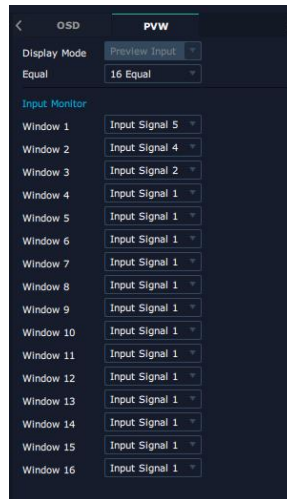 < OSD PVW
Display Mode Preview Input
Equal 16 Equal
Input Monitor
Window 1 Input Signal 5
Window 2 Input Signal 4
Window 3 Input Signal 2
Window 4 Input Signal 1
Window 5 Input Signal 1
Window 6 Input Signal 1
Window 7 Input Signal 1
Window 8 Input Signal 1
Window 9 Input Signal 1
Window 10 Input Signal 1
Window 11 Input Signal 1
Window 12 Input Signal 1
Window 13 Input Signal 1
Window 14 Input Signal 1
Window 15 Input Signal 1
Window 16 Input Signal 1